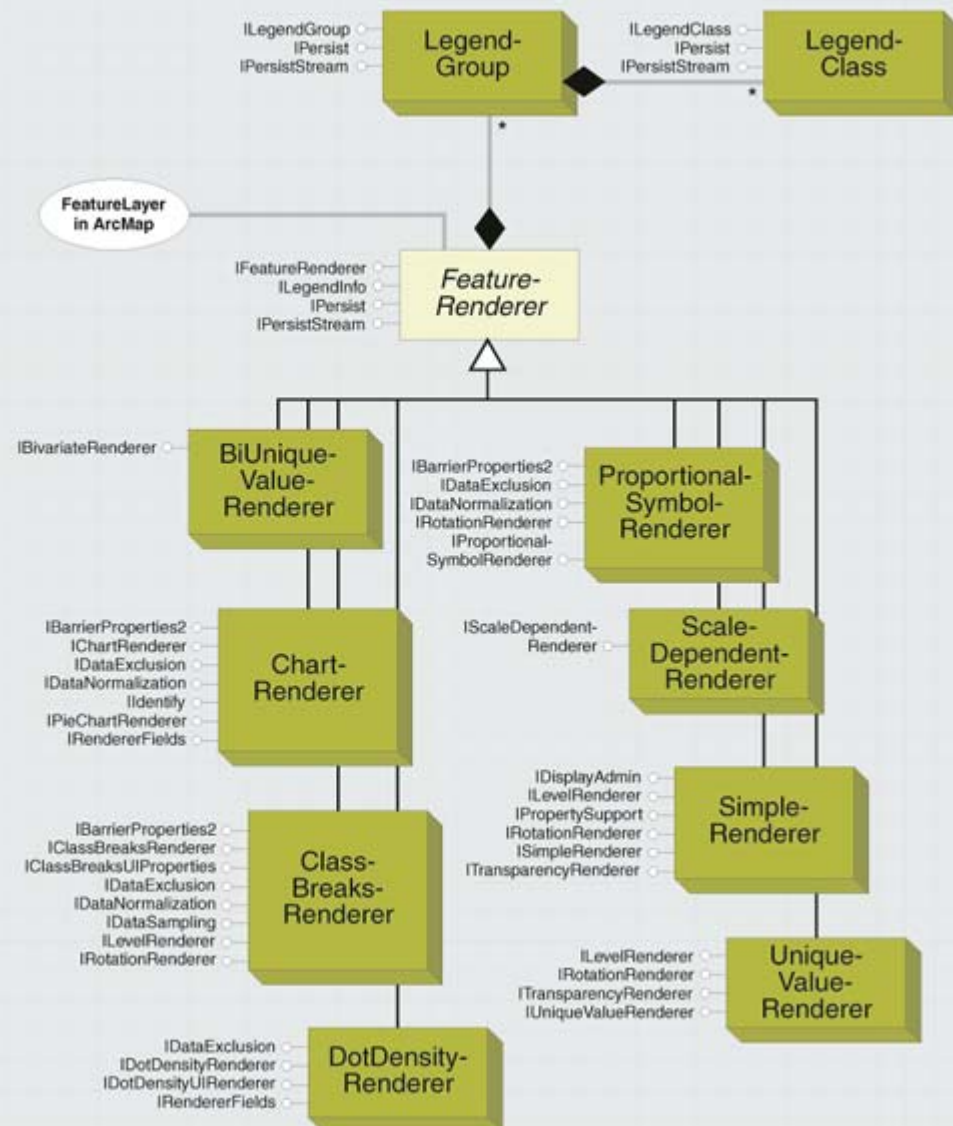 ILegendGroup
IPersist
IPersistStream
Legend-
Group
*
ILegendClass
IPersist
IPersistStream
Legend-
Class
*
FeatureLayer
in ArcMap
IFeatureRenderer
ILegendInfo
IPersist
IPersistStream
Feature-
Renderer
IBivariateRenderer
BiUnique-
Value-
Renderer
IBarrierProperties2
IDataExclusion
IDataNormalization
IRotationRenderer
IProportional-
SymbolRenderer
Proportional-
Symbol-
Renderer
IBarrierProperties2
IChartRenderer
IDataExclusion
IDataNormalization
IIdentify
IPieChartRenderer
IRendererFields
Chart-
Renderer
IScaleDependent-
Renderer
Scale-
Dependent-
Renderer
IDisplayAdmin
ILevelRenderer
IPropertySupport
IRotationRenderer
ISimpleRenderer
ITransparencyRenderer
Simple-
Renderer
IBarrierProperties2
IClassBreaksRenderer
IClassBreaksUIProperties
IDataExclusion
IDataNormalization
IDataSampling
ILevelRenderer
IRotationRenderer
Class-
Breaks-
Renderer
ILevelRenderer
IRotationRenderer
ITransparencyRenderer
IUniqueValueRenderer
Unique-
Value-
Renderer
IDataExclusion
IDotDensityRenderer
IDotDensityUIRenderer
IRendererFields
DotDensity-
Renderer